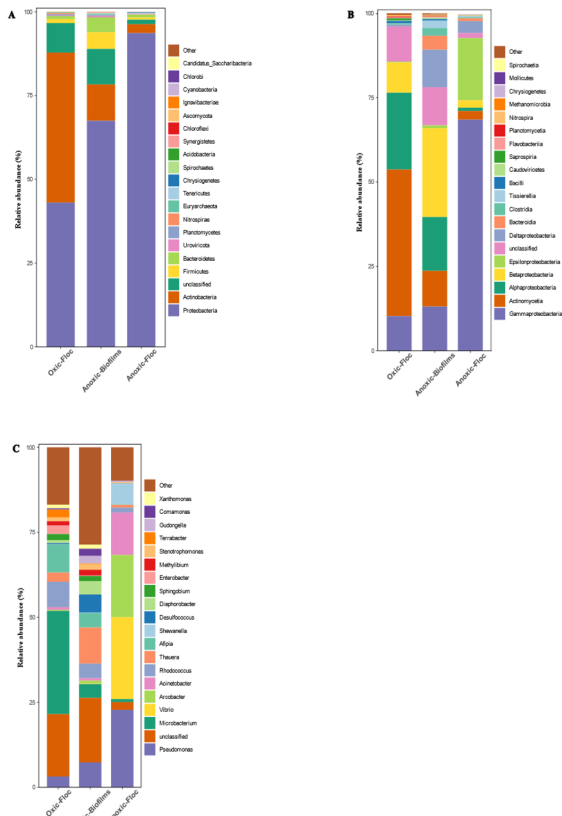 A
100
75
50
25
0
Relative abundance (%)
Oxic-Floc
Anoxic-Biofilms
Anoxic-Floc
Other
Candidatus_Saccharibacteria
Chlorobi
Cyanobacteria
Ignavibacteriae
Ascomycota
Chloroflexi
Synergistetes
Acidobacteria
Spirochaetes
Chrysiogenetes
Tenericutes
Euryarchaeota
Nitrospirae
Planctomycetes
Uroviricota
Bacteroidetes
Firmicutes
unclassified
Actinobacteria
Proteobacteria
B
100
75
50
25
0
Relative abundance (%)
Oxic-Floc
Anoxic-Biofilms
Anoxic-Floc
Other
Spirochaetia
Mollicutes
Chrysiogenetes
Methanomicrobia
Nitrospira
Planctomycetia
Flavobacteriia
Saprospiria
Caudoviricetes
Bacilli
Tissierellia
Clostridia
Bacteroidia
Deltaproteobacteria
unclassified
Epsilonproteobacteria
Betaproteobacteria
Alphaproteobacteria
Actinomycetia
Gammaproteobacteria
C
100
75
50
25
0
Relative abundance (%)
Oxic-Floc
-Biofilms
noxic-Floc
Other
Xanthomonas
Comamonas
Gudongella
Terrabacter
Stenotrophomonas
Methylibium
Enterobacter
Sphingobium
Diaphorobacter
Desulfococcus
Shewanella
Afipia
Thauera
Rhodococcus
Acinetobacter
Arcobacter
Vibrio
Microbacterium
unclassified
Pseudomonas